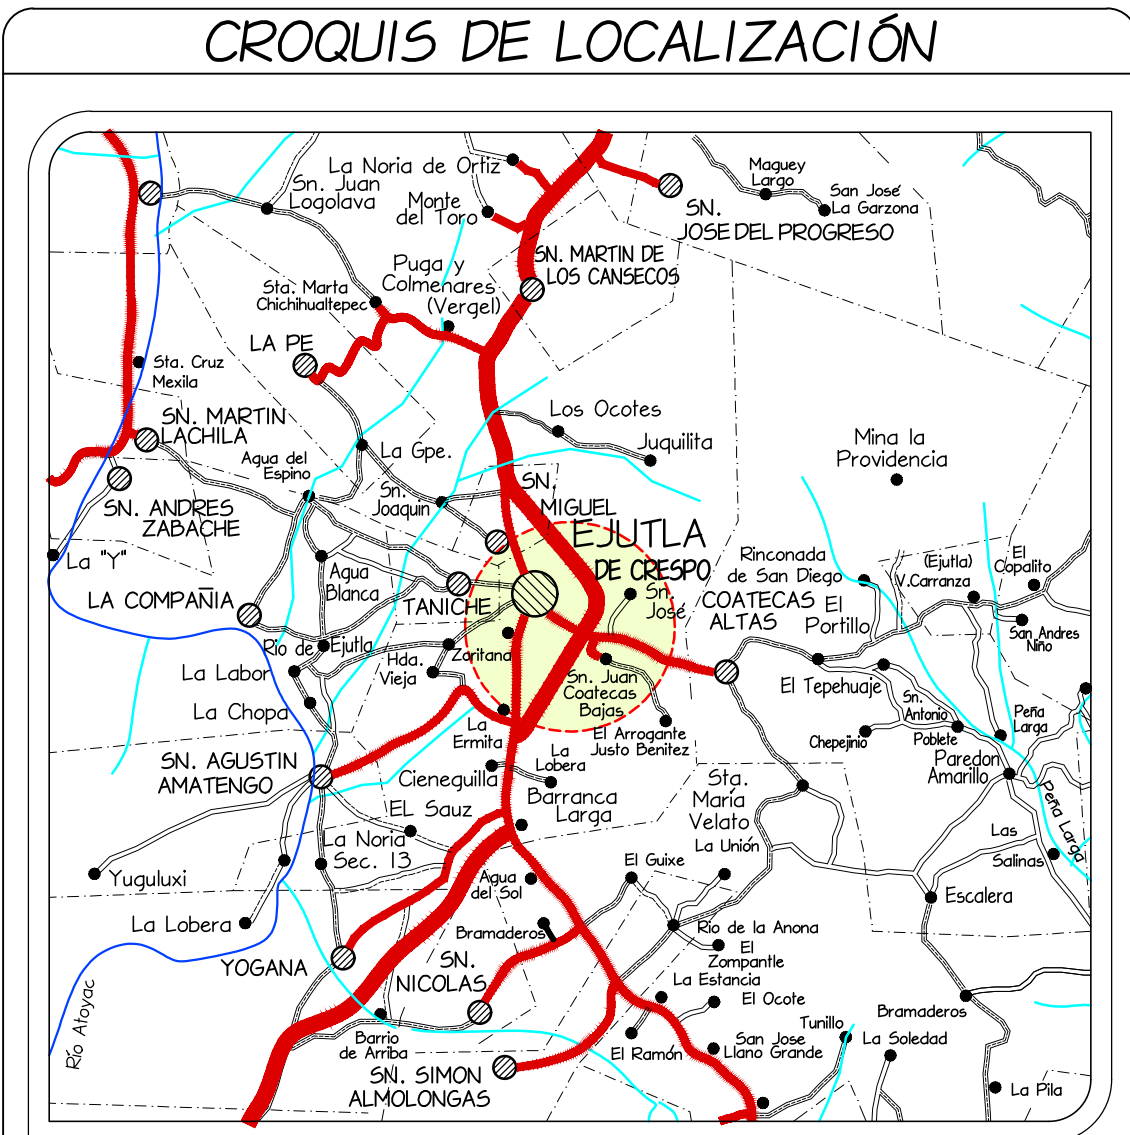 CROQUIS DE LOCALIZACIÓN
La Noria de Ortiz
Maguey
Largo
Sn. Juan
Logolava
San José
La Garzona
Monte
del Toro
SN.
JOSE DEL PROGRESO
SN. MARTIN DE
LOS CANSECOS
Puga y
Colmenares
(Vergel)
Sta. Marta
Chichihualtepec
LA PE
Sta. Cruz
Mexila
SN. MARTIN
LACHILA
Los Ocotes
Juquilita
Mina la
Providencia
La Gpe.
Agua del
Espino
Sn.
Joaquin
SN.
MIGUEL
SN. ANDRES
ZABACHE
EJUTLA
DE CRESPO
La "Y"
Agua
Blanca
Rinconada
de San Diego
(Ejutla)
V.Carranza
El
Copalito
LA COMPAÑIA
TANICHE
Sn.
José
COATECAS
ALTAS
El
Portillo
San Andres
Niño
Rio de Ejutla
Zoritana
Hda.
Vieja
La Labor
Sn. Juan
Coatecas
Bajas
El Tepehuaje
Sn.
Antonio
Poblete
Peña
Larga
La Chopa
La
Ermita
El Arrogante
Justo Benitez
Chepejinio
Paredon
Amarillo
SN. AGUSTIN
AMATENGO
Cieneguilla
La
Lobera
Sta.
María
Velato
EL Sauz
Barranca
Larga
Peña Larga
La Noria
Sec. 13
La Unión
Las
Salinas
El Guixe
Yuguluxi
Agua
del Sol
Escalera
La Lobera
Bramaderos
Rio de la Anona
El
Zompantle
YOGANA
SN.
NICOLAS
La Estancia
El Ocote
Río Atoyac
Bramaderos
Tunillo
La Soledad
Barrio
de Arriba
El Ramón
San Jose
Llano Grande
SN. SIMON
ALMOLONGAS
La Pila